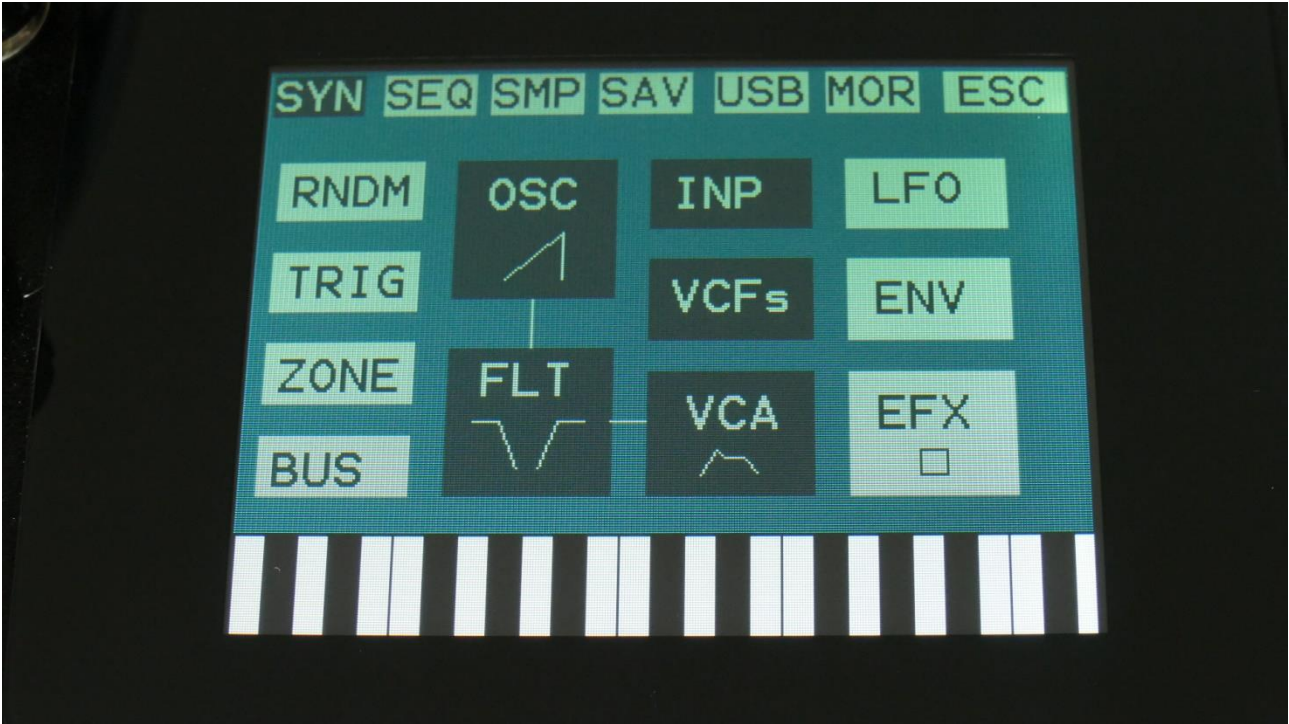 SYN SEQ SMP SAV USB MOR ESC
RNDM OSC INP LFO
TRIG VCFs ENV
ZONE FLT VCA EFX
BUS